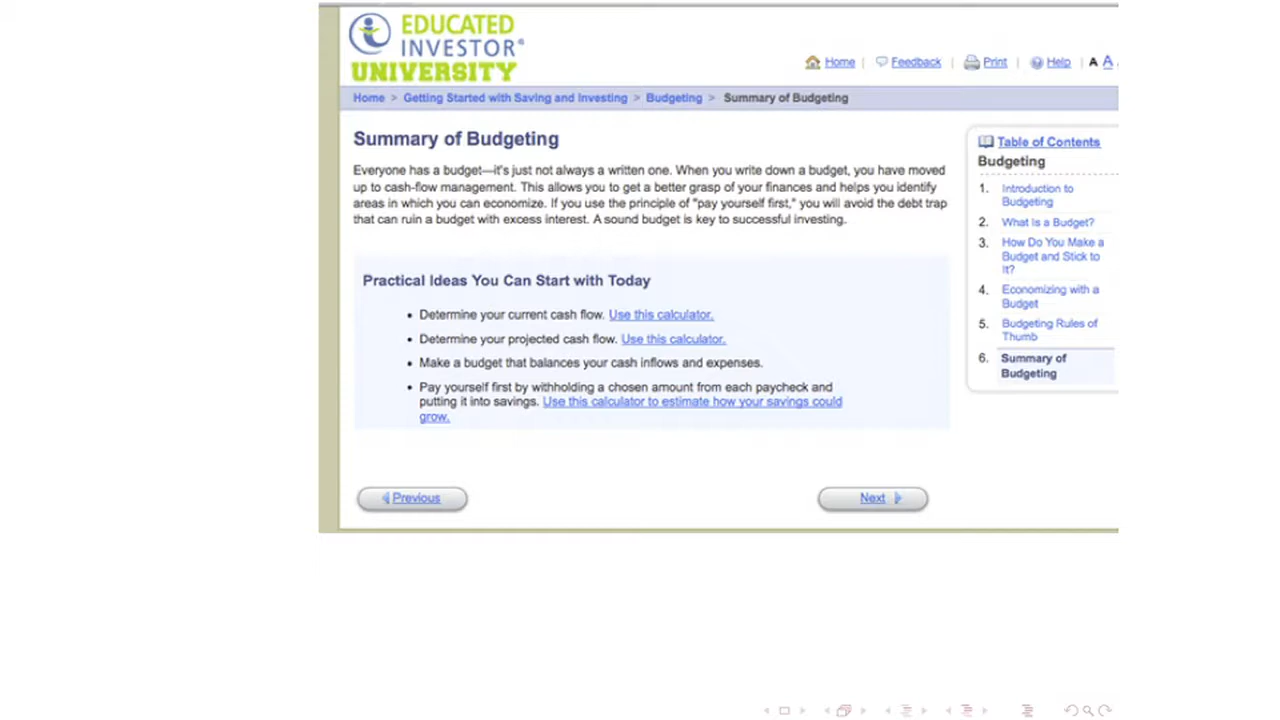 EDUCATED
INVESTOR®
UNIVERSITY
Home | Feedback | Print | Help | A A
Home > Getting Started with Saving and Investing > Budgeting > Summary of Budgeting
Summary of Budgeting
Everyone has a budget—it's just not always a written one. When you write down a budget, you have moved
up to cash-flow management. This allows you to get a better grasp of your finances and helps you identify
areas in which you can economize. If you use the principle of "pay yourself first," you will avoid the debt trap
that can ruin a budget with excess interest. A sound budget is key to successful investing.
Practical Ideas You Can Start with Today
• Determine your current cash flow. Use this calculator.
• Determine your projected cash flow. Use this calculator.
• Make a budget that balances your cash inflows and expenses.
• Pay yourself first by withholding a chosen amount from each paycheck and
putting it into savings. Use this calculator to estimate how your savings could
grow.
Previous
Next
Table of Contents
Budgeting
1. Introduction to
Budgeting
2. What Is a Budget?
3. How Do You Make a
Budget and Stick to
It?
4. Economizing with a
Budget
5. Budgeting Rules of
Thumb
6. Summary of
Budgeting